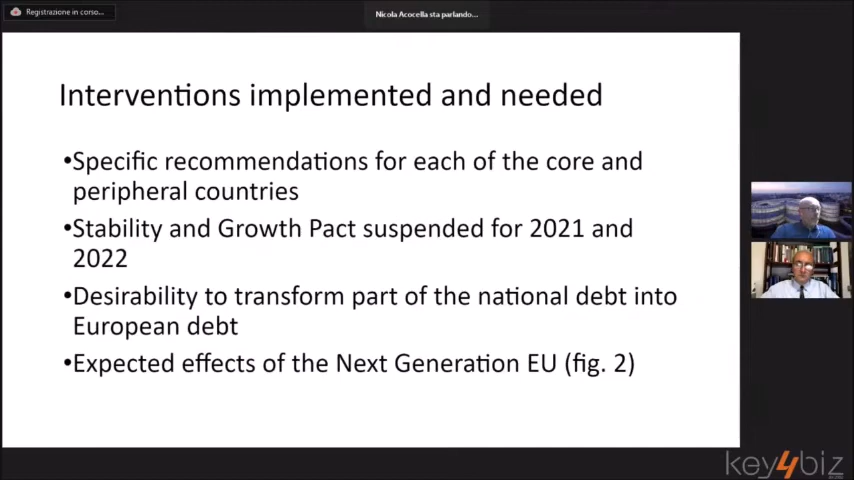 Registrazione in corso...
Nicola Acocella sta parlando...
Interventions implemented and needed
•Specific recommendations for each of the core and
peripheral countries
•Stability and Growth Pact suspended for 2021 and
2022
•Desirability to transform part of the national debt into
European debt
•Expected effects of the Next Generation EU (fig. 2)
key4biz